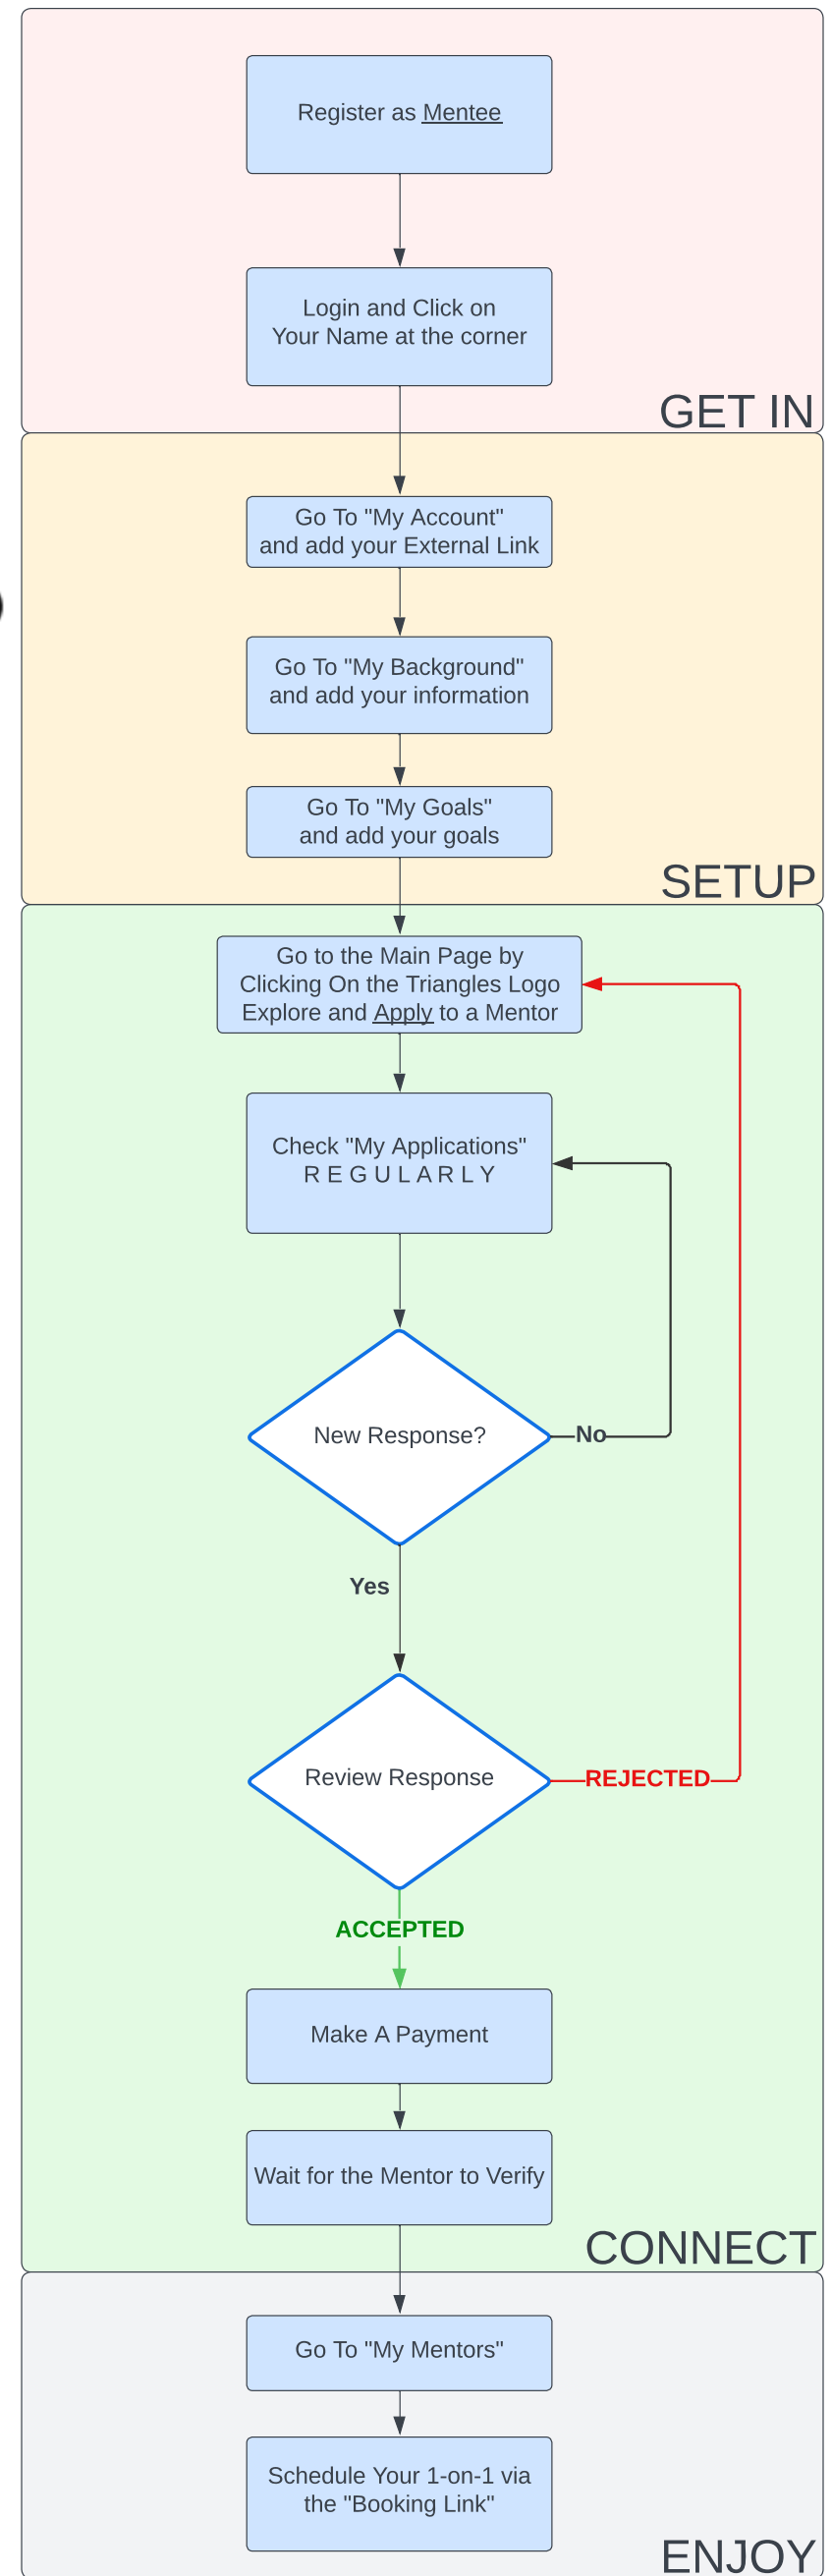 Register as Mentee
Login and Click on
Your Name at the corner
GET IN
Go To "My Account"
and add your External Link
Go To "My Background"
and add your information
Go To "My Goals"
and add your goals
SETUP
Go to the Main Page by
Clicking On the Triangles Logo
Explore and Apply to a Mentor
Check "My Applications"
R E G U L A R L Y
New Response?
No
Yes
Review Response
REJECTED
ACCEPTED
Make A Payment
Wait for the Mentor to Verify
CONNECT
Go To "My Mentors"
Schedule Your 1-on-1 via
the "Booking Link"
ENJOY